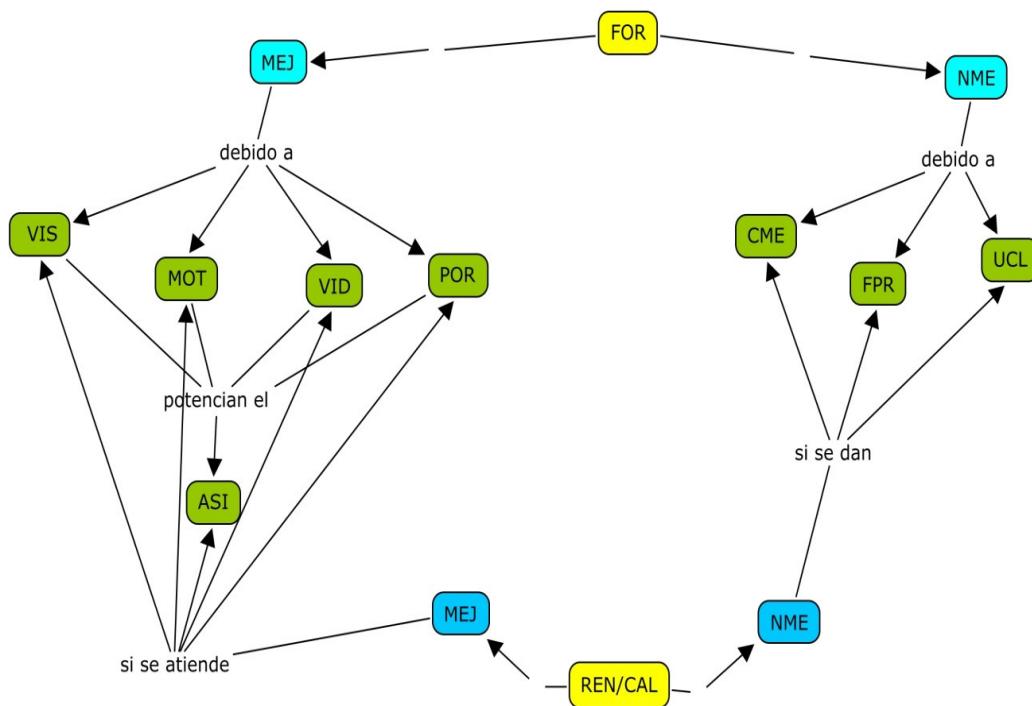 FOR
MEJ
NME
debido a
debido a
VIS
MOT
VID
POR
CME
FPR
UCL
potencian el
si se dan
ASI
MEJ
NME
si se atiende
REN/CAL